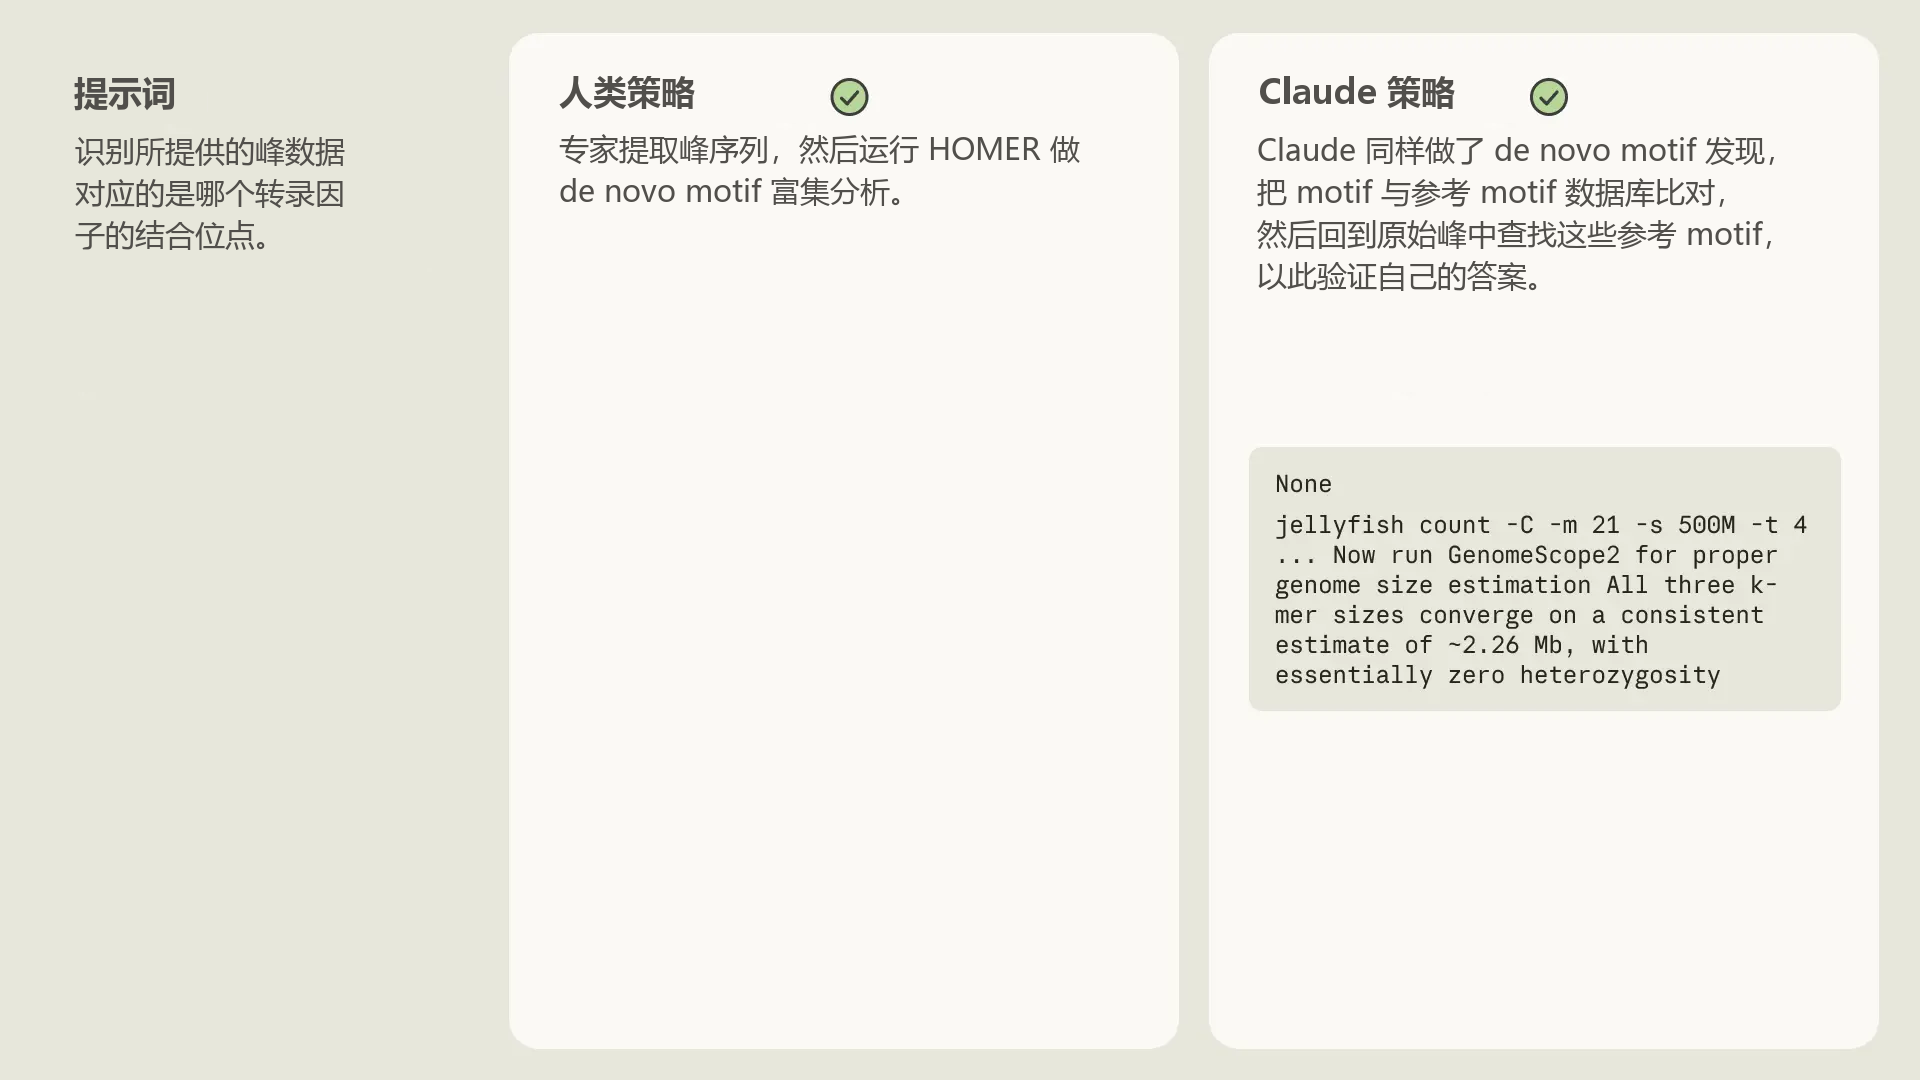 提示词
识别所提供的峰数据
对应的是哪个转录因
子的结合位点。
人类策略
专家提取峰序列，然后运行 HOMER 做
de novo motif 富集分析。
Claude 策略
Claude 同样做了 de novo motif 发现，
把 motif 与参考 motif 数据库比对，
然后回到原始峰中查找这些参考 motif，
以此验证自己的答案。
None
jellyfish count -C -m 21 -s 500M -t 4
... Now run GenomeScope2 for proper
genome size estimation All three k-
mer sizes converge on a consistent
estimate of ~2.26 Mb, with
essentially zero heterozygosity